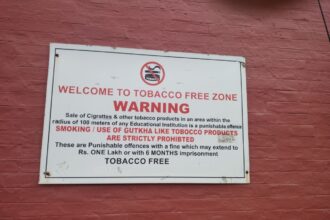 WELCOME TO TOBACCO FREE ZONE
WARNING
Sale of Cigrattes & other tobacco products in an area within the
radius of 100 meters of any Educational Institution is a punishable offence
SMOKING / USE OF GUTKHA LIKE TOBACCO PRODUCTS
ARE STRICTLY PROHIBTED
These are Punishable offences with a fine which may extend to
Rs. ONE Lakh or with 6 MONTHS imprisonment
TOBACCO FREE